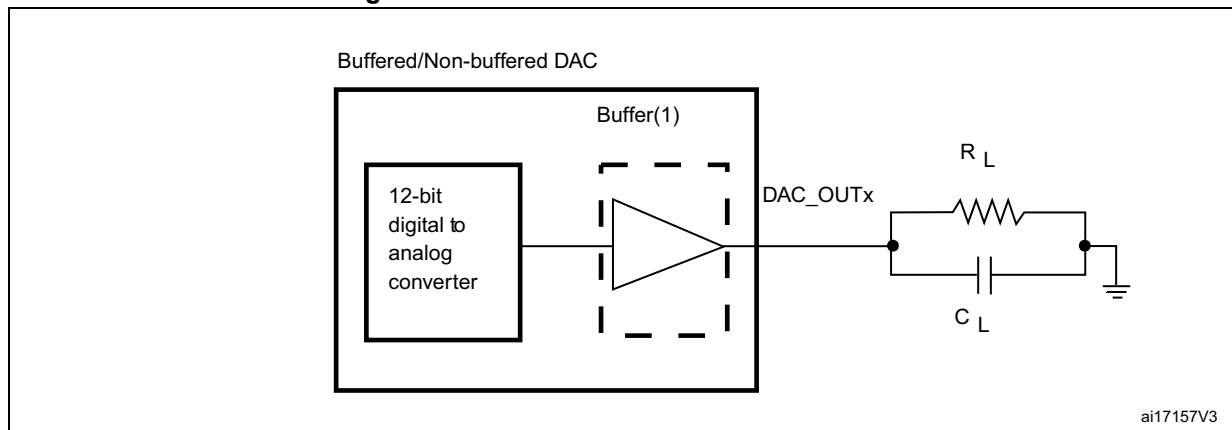 Buffered/Non-buffered DAC
Buffer(1)
12-bit
digital to
analog
converter
DAC_OUTx
R L
C L
ai17157V3